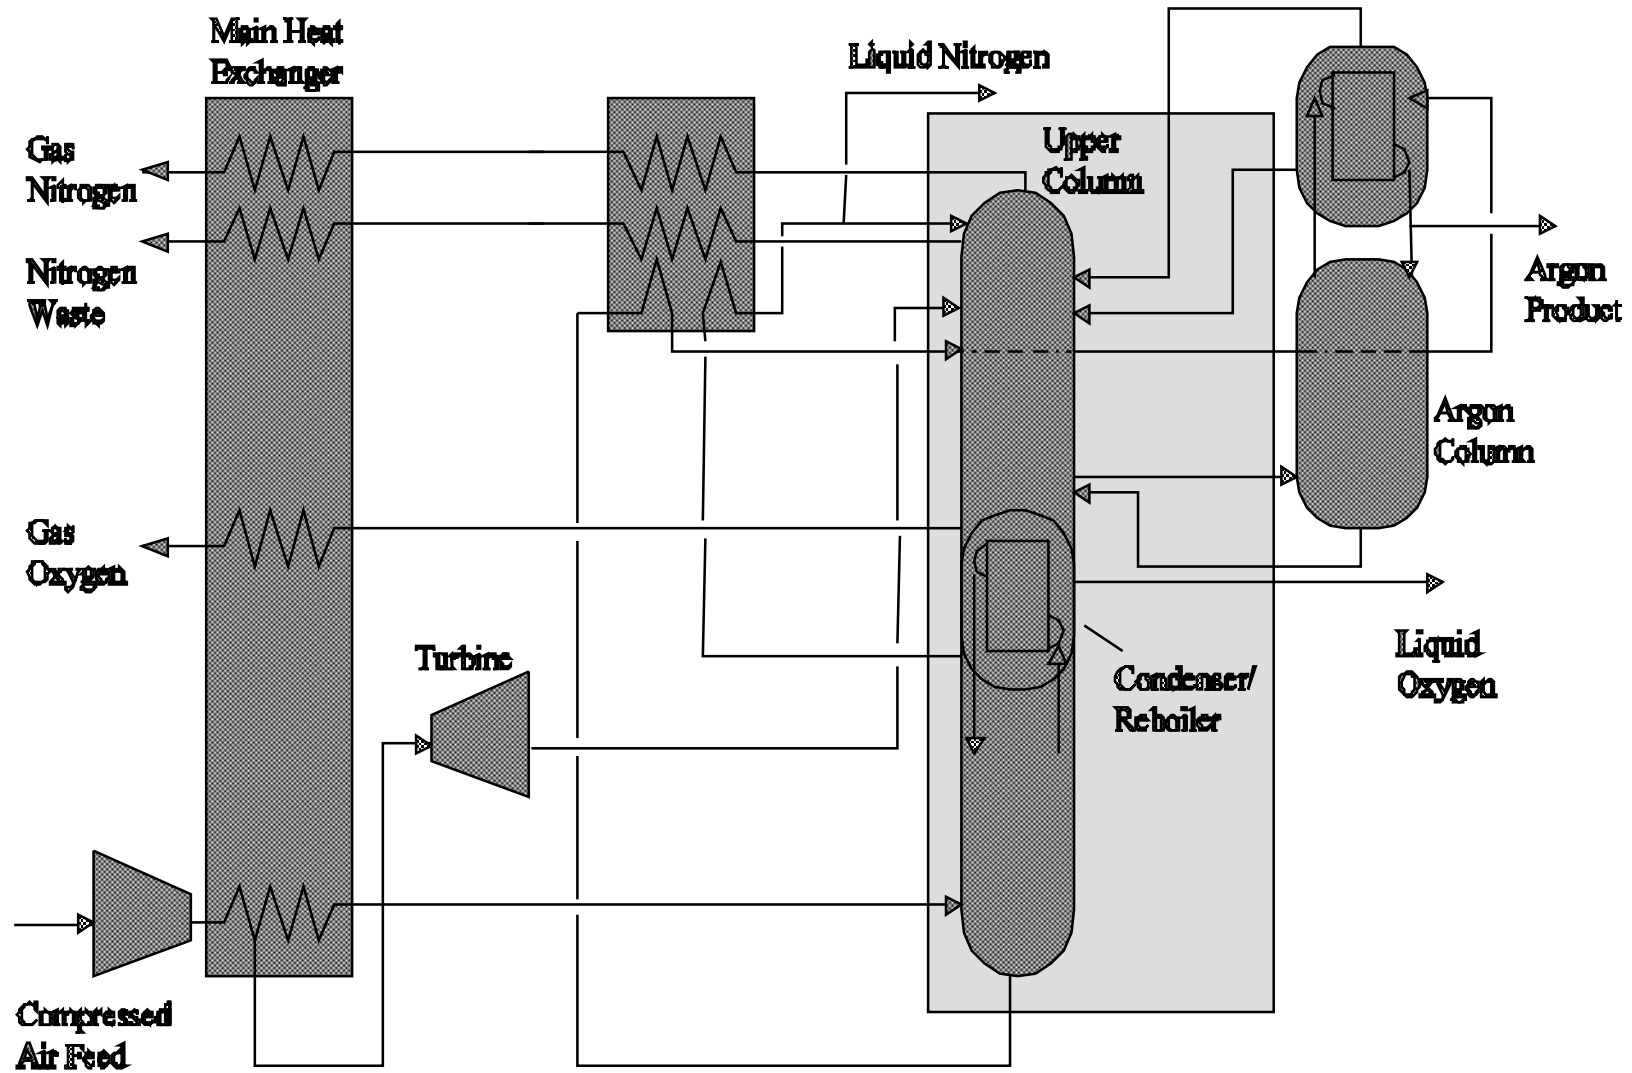 Main Heat
Exchanger
Liquid Nitrogen
Gas
Nitrogen
Upper
Column
Nitrogen
Waste
Argon
Product
Argon
Column
Gas
Oxygen
Turbine
Condenser/
Reboiler
Liquid
Oxygen
Compressed
Air Feed